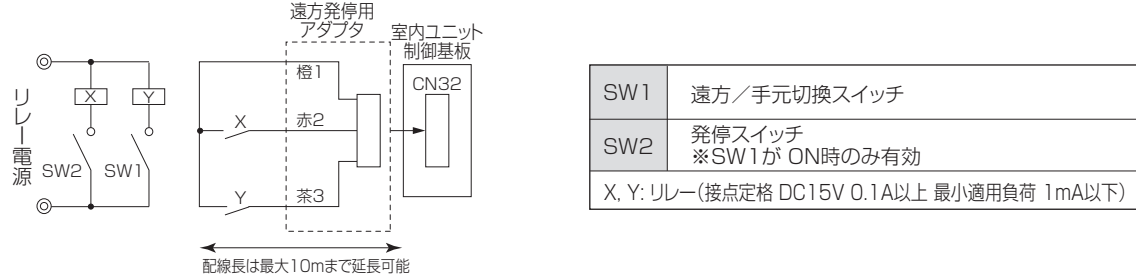 遠方発停用
アダプタ
室内ユニット
制御基板
橙1
CN32
X
Y
X
赤2
リレー電源
SW2
SW1
Y
茶3
配線長は最大10mまで延長可能
SW1 遠方／手元切換スイッチ
SW2 発停スイッチ
※SW1が ON時のみ有効
X, Y: リレー（接点定格 DC15V 0.1A以上 最小適用負荷 1mA以下）